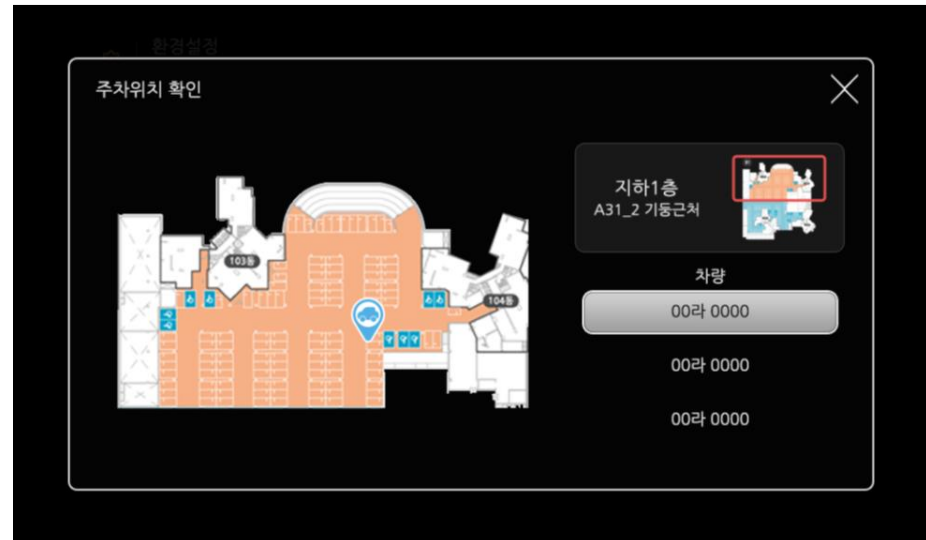 환경설정
주차위치 확인
지하1층
A31_2 기둥근처
103동
104동
차량
00라 0000
00라 0000
00라 0000